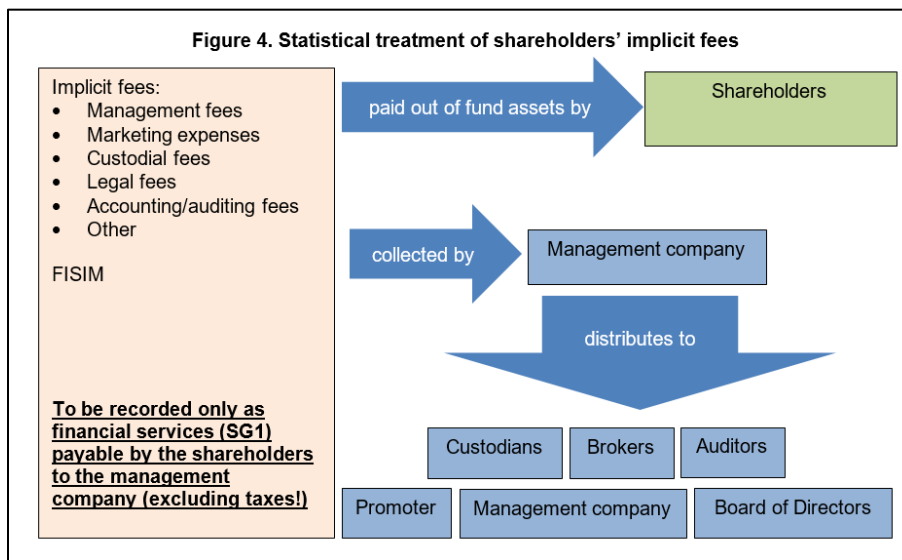 Figure 4. Statistical treatment of shareholders’ implicit fees
Implicit fees:
• Management fees
• Marketing expenses
• Custodial fees
• Legal fees
• Accounting/auditing fees
• Other
FISIM
To be recorded only as
financial services (SG1)
payable by the shareholders
to the management
company (excluding taxes!)
paid out of fund assets by
Shareholders
collected by
Management company
distributes to
Custodians
Brokers
Auditors
Promoter
Management company
Board of Directors